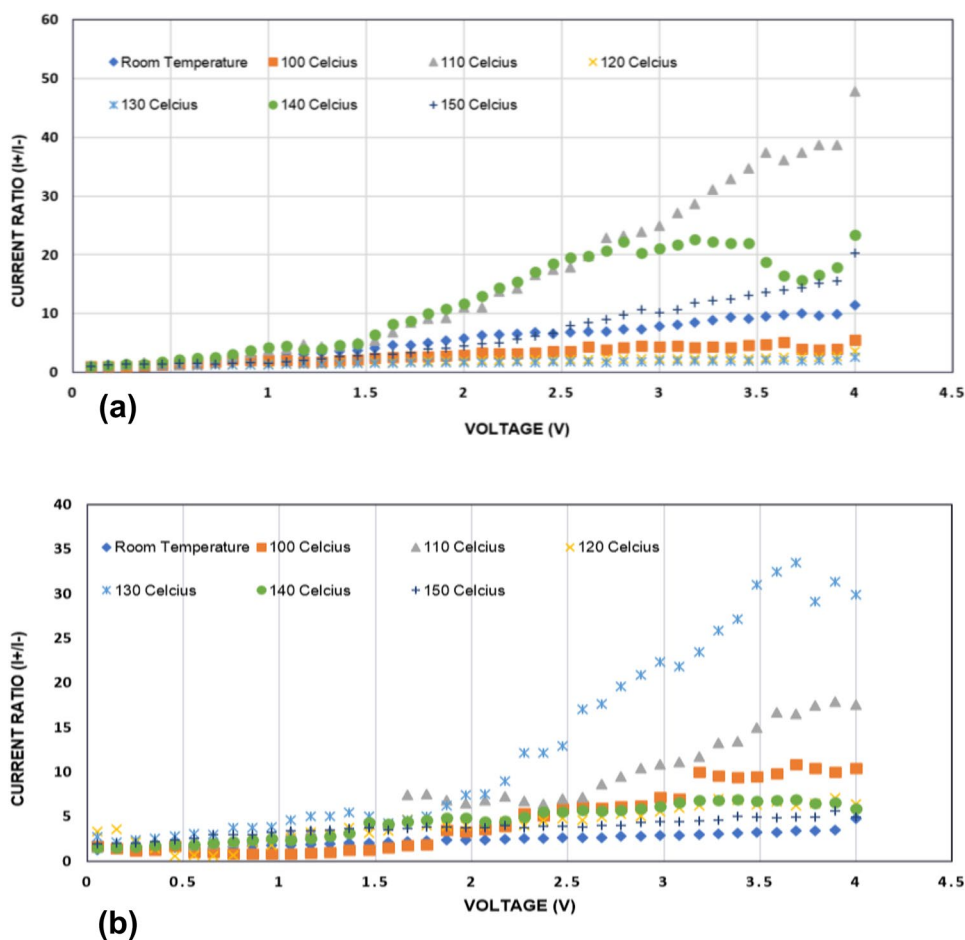 60
Room Temperature 100 Celcius 110 Celcius 120 Celcius
50
130 Celcius 140 Celcius 150 Celcius
40
30
20
10
0
CURRENT RATIO (I+/I-)
0 0.5 1 1.5 2 2.5 3 3.5 4 4.5
(a)
VOLTAGE (V)
40
35
Room Temperature 100 Celcius 110 Celcius 120 Celcius
30
130 Celcius 140 Celcius 150 Celcius
25
20
15
10
5
0
CURRENT RATIO (I+/I-)
0 0.5 1 1.5 2 2.5 3 3.5 4 4.5
VOLTAGE (V)
(b)